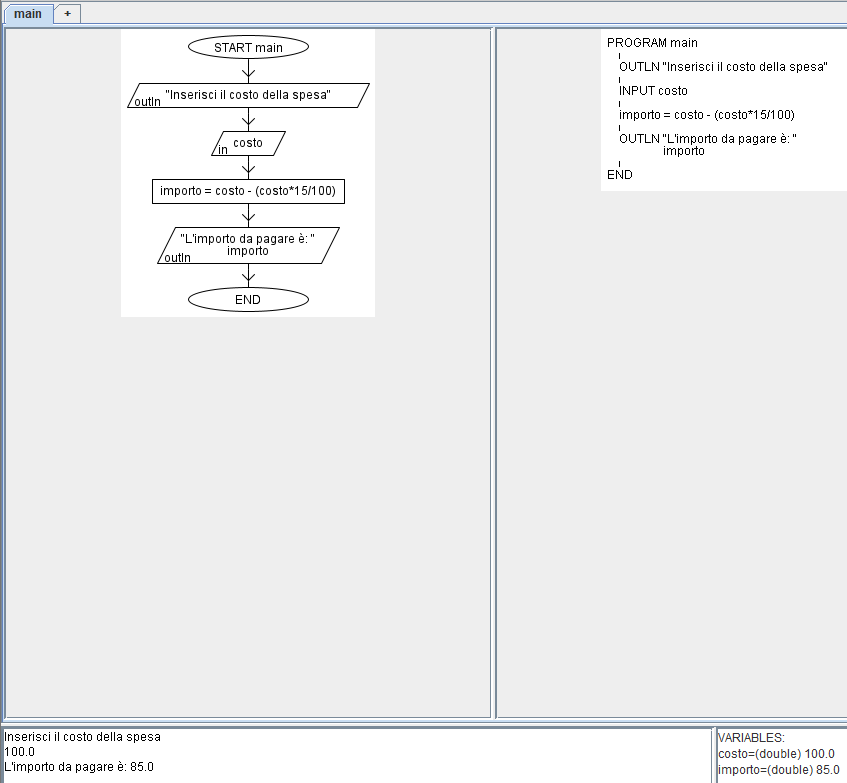 main +
START main
"Inserisci il costo della spesa"
outln
costo
in
importo = costo - (costo*15/100)
"L'importo da pagare è: "
importo
outln
END
PROGRAM main
OUTLN "Inserisci il costo della spesa"
INPUT costo
importo = costo - (costo*15/100)
OUTLN "L'importo da pagare è: "
importo
END
Inserisci il costo della spesa
100.0
L'importo da pagare è: 85.0
VARIABLES:
costo=(double) 100.0
importo=(double) 85.0